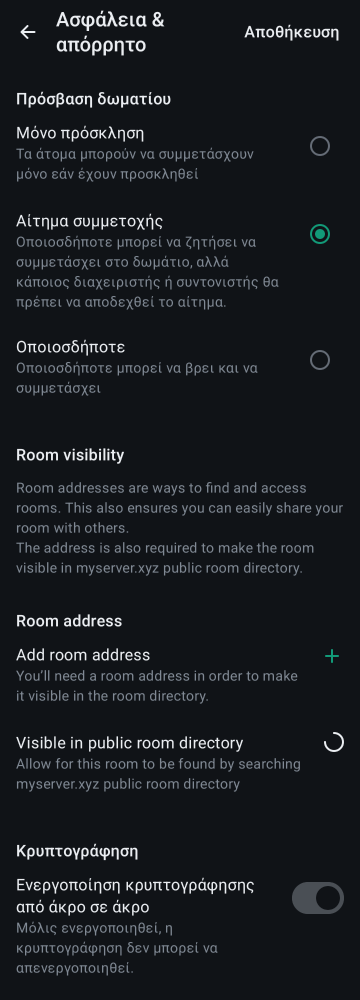 Ασφάλεια &
απόρρητο
Αποθήκευση
Πρόσβαση δωματίου
Μόνο πρόσκληση
Τα άτομα μπορούν να συμμετάσχουν
μόνο εάν έχουν προσκληθεί
Αίτημα συμμετοχής
Οποιοσδήποτε μπορεί να ζητήσει να
συμμετάσχει στο δωμάτιο, αλλά
κάποιος διαχειριστής ή συντονιστής θα
πρέπει να αποδεχθεί το αίτημα.
Οποιοσδήποτε
Οποιοσδήποτε μπορεί να βρει και να
συμμετάσχει
Room visibility
Room addresses are ways to find and access
rooms. This also ensures you can easily share your
room with others.
The address is also required to make the room
visible in myserver.xyz public room directory.
Room address
Add room address
You’ll need a room address in order to make
it visible in the room directory.
Visible in public room directory
Allow for this room to be found by searching
myserver.xyz public room directory
Κρυπτογράφηση
Ενεργοποίηση κρυπτογράφησης
από άκρο σε άκρο
Μόλις ενεργοποιηθεί, η
κρυπτογράφηση δεν μπορεί να
απενεργοποιηθεί.